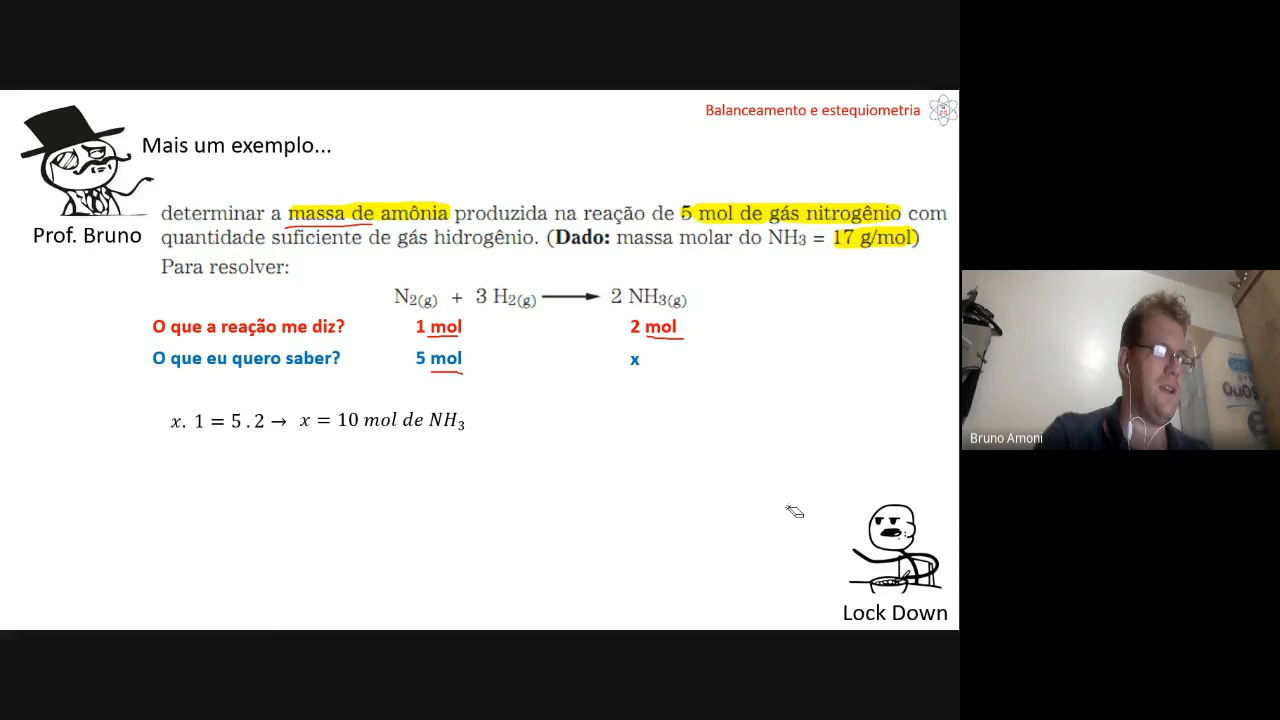 Balanceamento e estequiometria
Mais um exemplo...
Prof. Bruno
determinar a massa de amônia produzida na reação de 5 mol de gás nitrogênio com
quantidade suficiente de gás hidrogênio. (Dado: massa molar do NH₃ = 17 g/mol)
Para resolver:
N₂(g) + 3 H₂(g) ⟶ 2 NH₃(g)
O que a reação me diz? 1 mol 2 mol
O que eu quero saber? 5 mol x
x. 1 = 5 . 2 → x = 10 mol de NH₃
Lock Down
Bruno Amoni